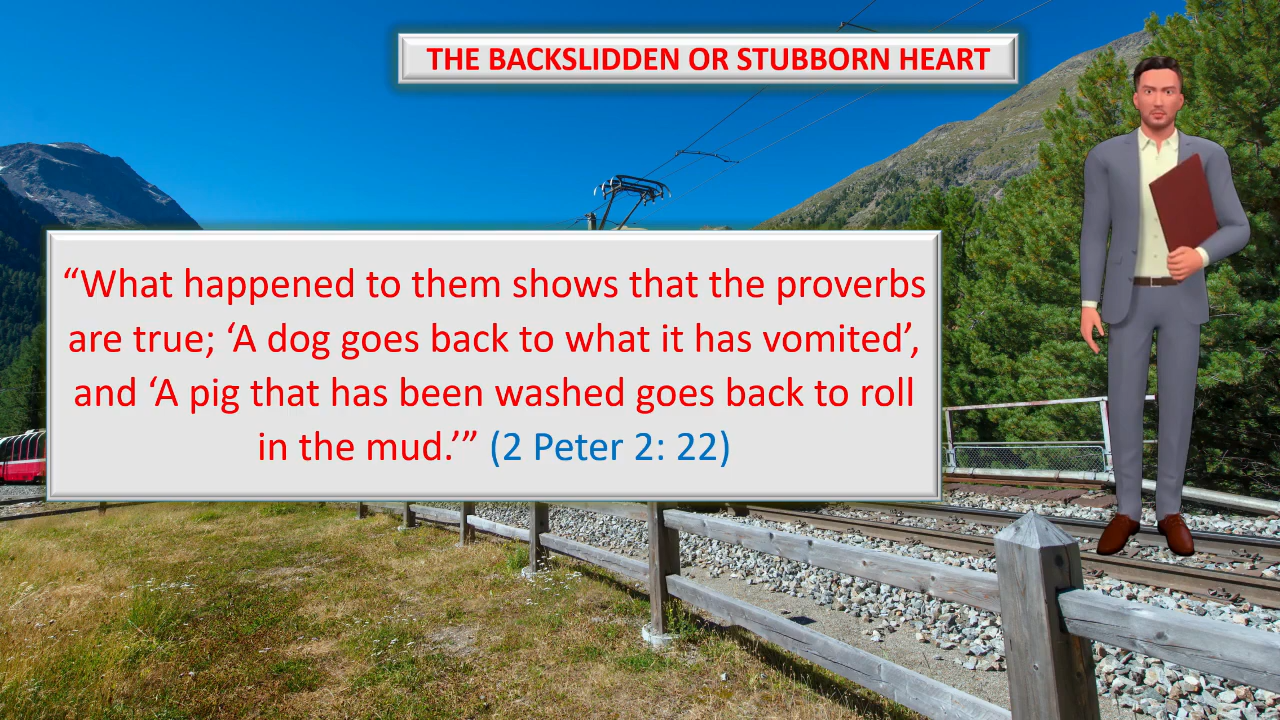 THE BACKSLIDDEN OR STUBBORN HEART
“What happened to them shows that the proverbs
are true; ‘A dog goes back to what it has vomited’,
and ‘A pig that has been washed goes back to roll
in the mud.’” (2 Peter 2: 22)